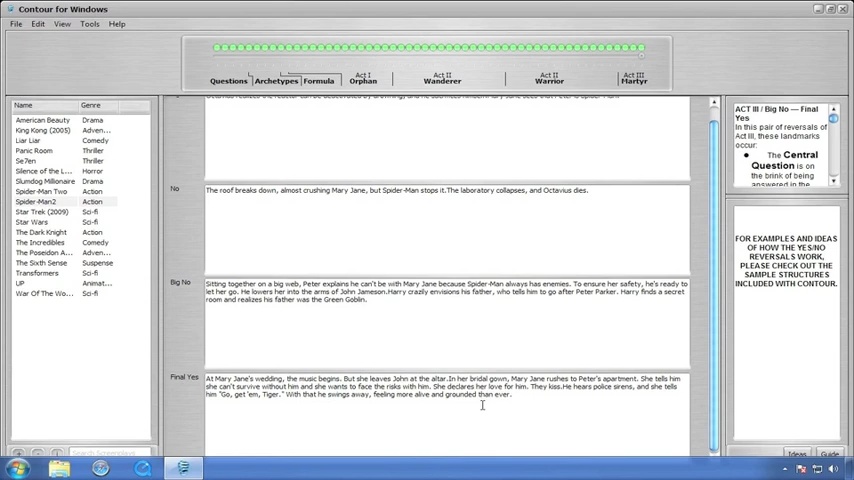 Contour for Windows
File Edit View Tools Help
Questions Archetypes Formula Act I Orphan Act II Wanderer Act II Warrior Act III Martyr
Name Genre
American Beauty Drama
King Kong (2005) Adven...
Liar Liar Comedy
Panic Room Thriller
Se7en Thriller
Silence of the L... Horror
Slumdog Millionaire Drama
Spider-Man Two Action
Spider-Man2 Action
Star Trek (2009) Sci-fi
Star Wars Sci-fi
The Dark Knight Action
The Incredibles Comedy
The Poseidon A... Adven...
The Sixth Sense Suspense
Transformers Sci-fi
UP Animat...
War Of The Wo... Sci-fi
Search Screenplays
No
The roof breaks down, almost crushing Mary Jane, but Spider-Man stops it.The laboratory collapses, and Octavius dies.
Big No
Sitting together on a big web, Peter explains he can't be with Mary Jane because Spider-Man always has enemies. To ensure her safety, he's ready to
let her go. He lowers her into the arms of John Jameson.Harry crazily envisions his father, who tells him to go after Peter Parker. Harry finds a secret
room and realizes his father was the Green Goblin.
Final Yes
At Mary Jane's wedding, the music begins. But she leaves John at the altar.In her bridal gown, Mary Jane rushes to Peter's apartment. She tells him
she can't survive without him and she wants to face the risks with him. She declares her love for him. They kiss.He hears police sirens, and she tells
him "Go, get 'em, Tiger." With that he swings away, feeling more alive and grounded than ever.
ACT III / Big No — Final
Yes
In this pair of reversals of
Act III, these landmarks
occur:
• The Central
Question is on
the brink of being
answered in the
FOR EXAMPLES AND IDEAS
OF HOW THE YES/NO
REVERSALS WORK,
PLEASE CHECK OUT THE
SAMPLE STRUCTURES
INCLUDED WITH CONTOUR.
Ideas Guide